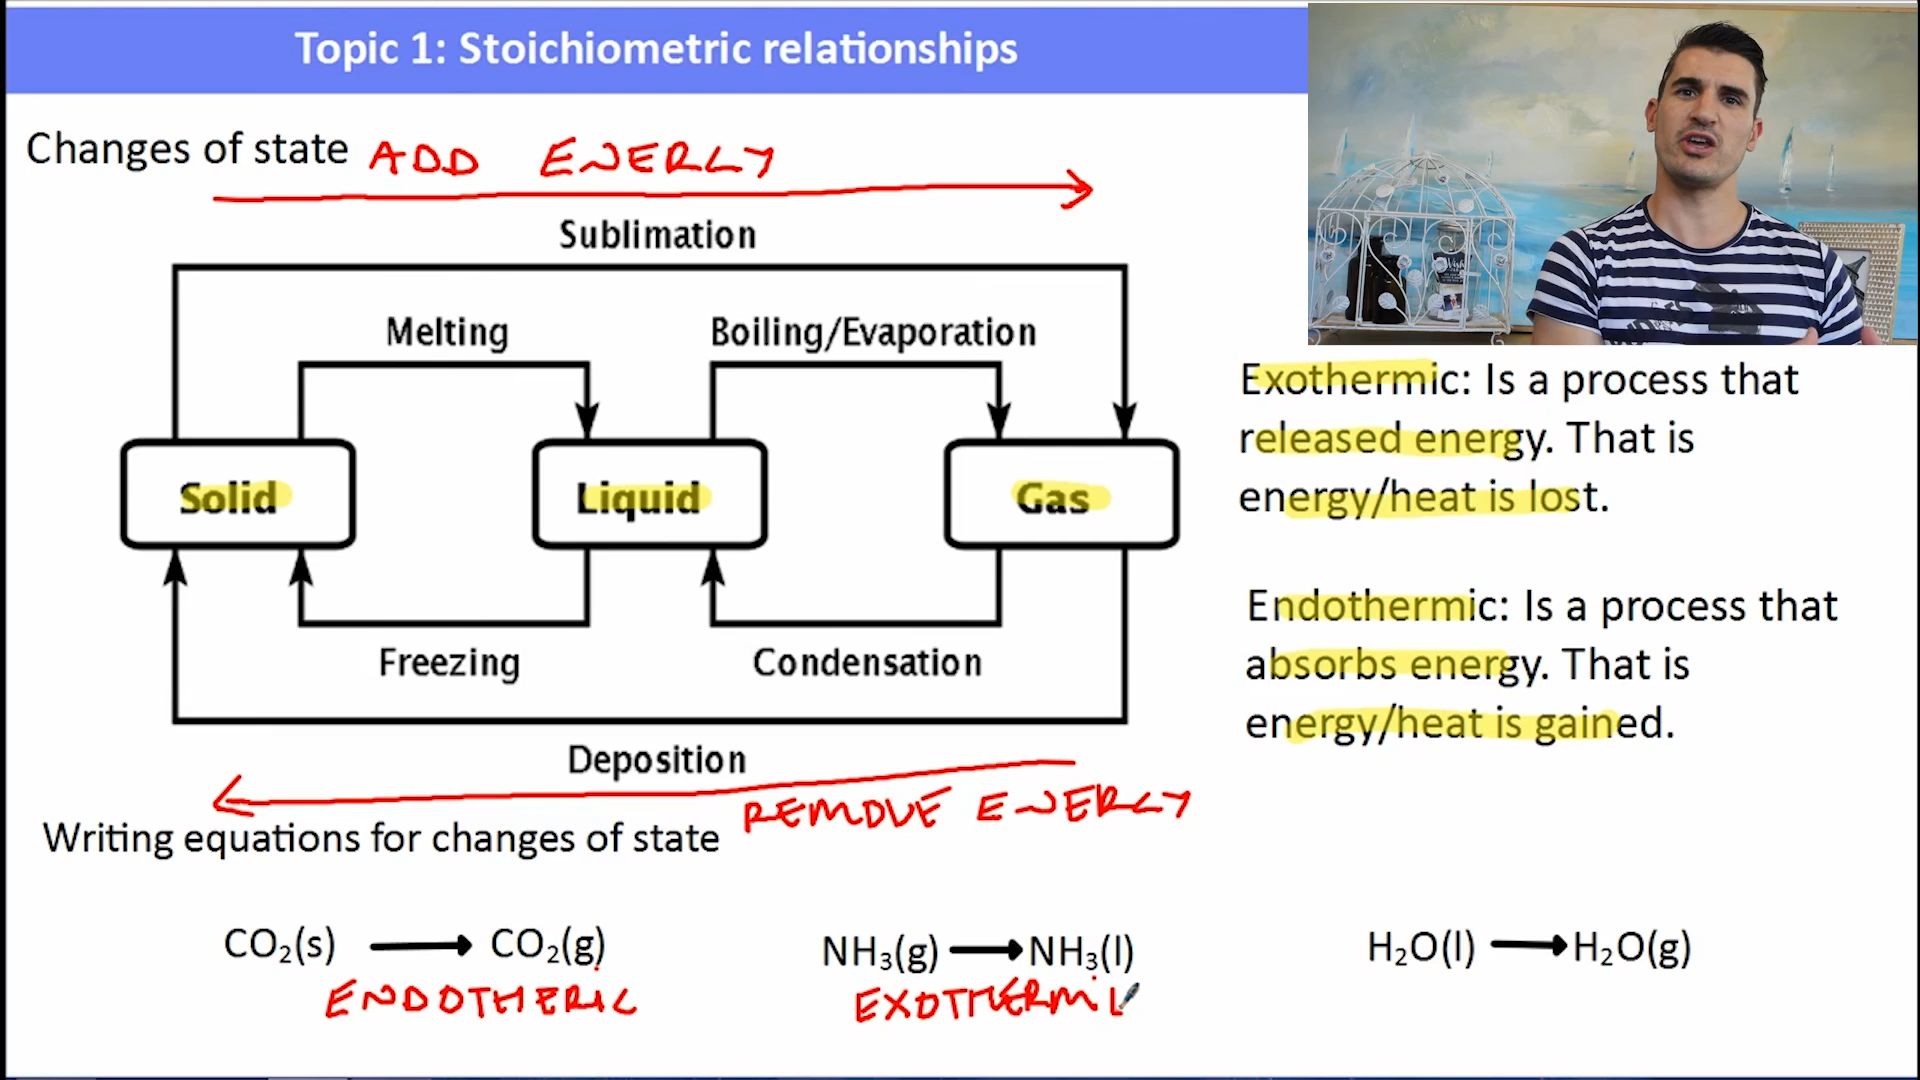 Topic 1: Stoichiometric relationships
Changes of state ADD ENERGY
Sublimation
Melting
Boiling/Evaporation
Solid
Liquid
Gas
Freezing
Condensation
Deposition
REMOVE ENERGY
Exothermic: Is a process that
released energy. That is
energy/heat is lost.
Endothermic: Is a process that
absorbs energy. That is
energy/heat is gained.
Writing equations for changes of state
CO₂(s) → CO₂(g)
ENDOTHERIC
NH₃(g) → NH₃(l)
EXOTHERMI
H₂O(l) → H₂O(g)